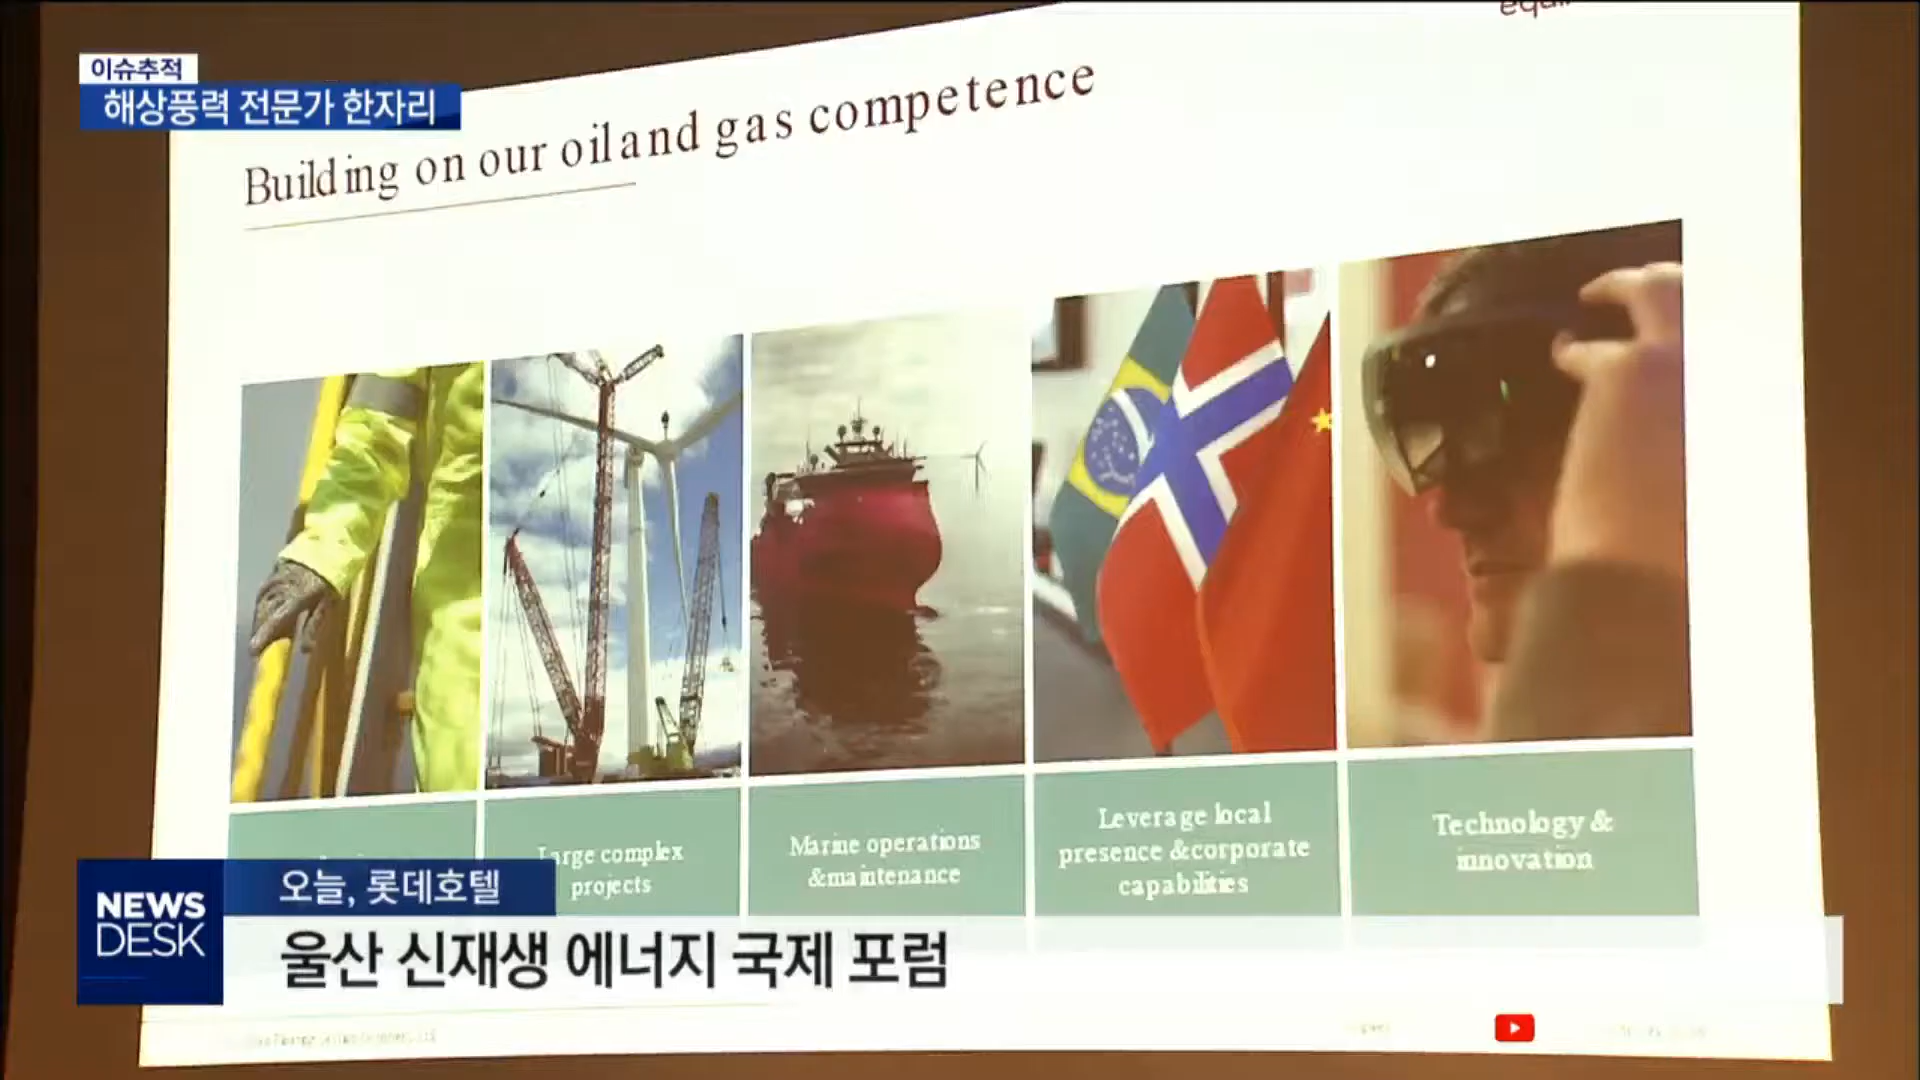 이슈추적
해상풍력 전문가 한자리
Building on our oil and gas competence
Large complex
projects
Marine operations
& maintenance
Leverage local
presence & corporate
capabilities
Technology &
innovation
NEWS
DESK
오늘, 롯데호텔
울산 신재생 에너지 국제 포럼